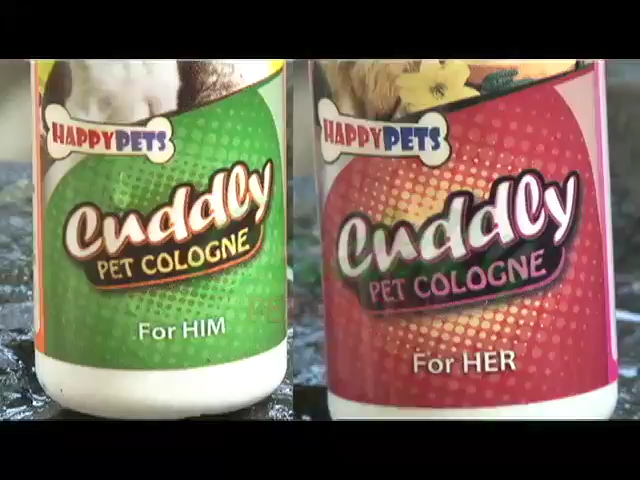 HAPPYPETS
Cuddly
PET COLOGNE
For HIM
HAPPYPETS
Cuddly
PET COLOGNE
For HER